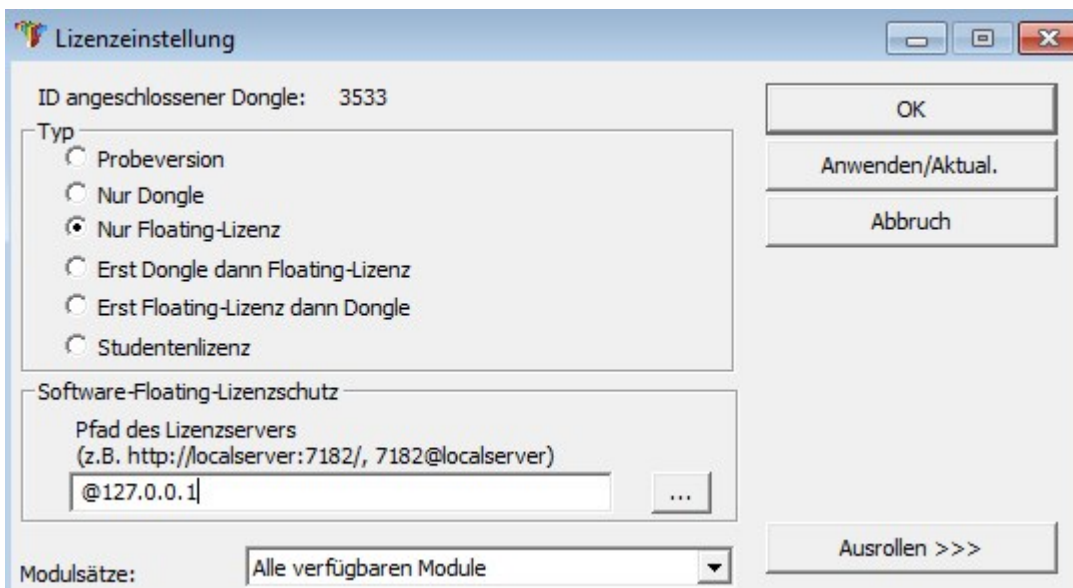 Lizenzeinstellung
ID angeschlossener Dongle: 3533
OK
Typ
Anwenden/Aktual.
Probeversion
Nur Dongle
Abbruch
Nur Floating-Lizenz
Erst Dongle dann Floating-Lizenz
Erst Floating-Lizenz dann Dongle
Studentenlizenz
Software-Floating-Lizenzschutz
Pfad des Lizenzservers
(z.B. http://localserver:7182/, 7182@localserver)
@127.0.0.1
...
Ausrollen >>>
Modulsätze: Alle verfügbaren Module